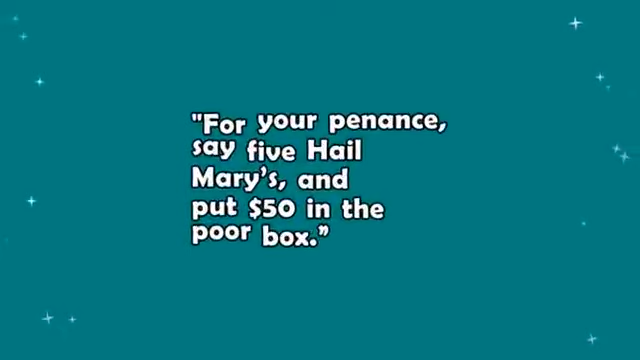 "For your penance,
say five Hail
Mary's, and
put $50 in the
poor box.”